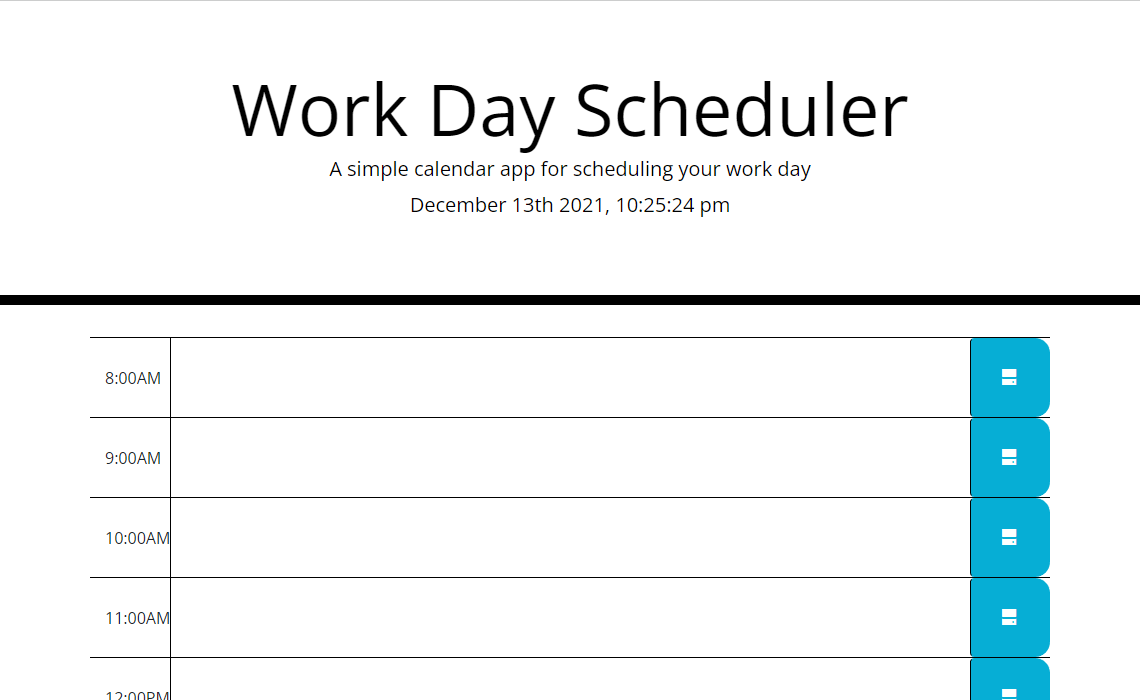 Work Day Scheduler
A simple calendar app for scheduling your work day
December 13th 2021, 10:25:24 pm
8:00AM
9:00AM
10:00AM
11:00AM
12:00PM